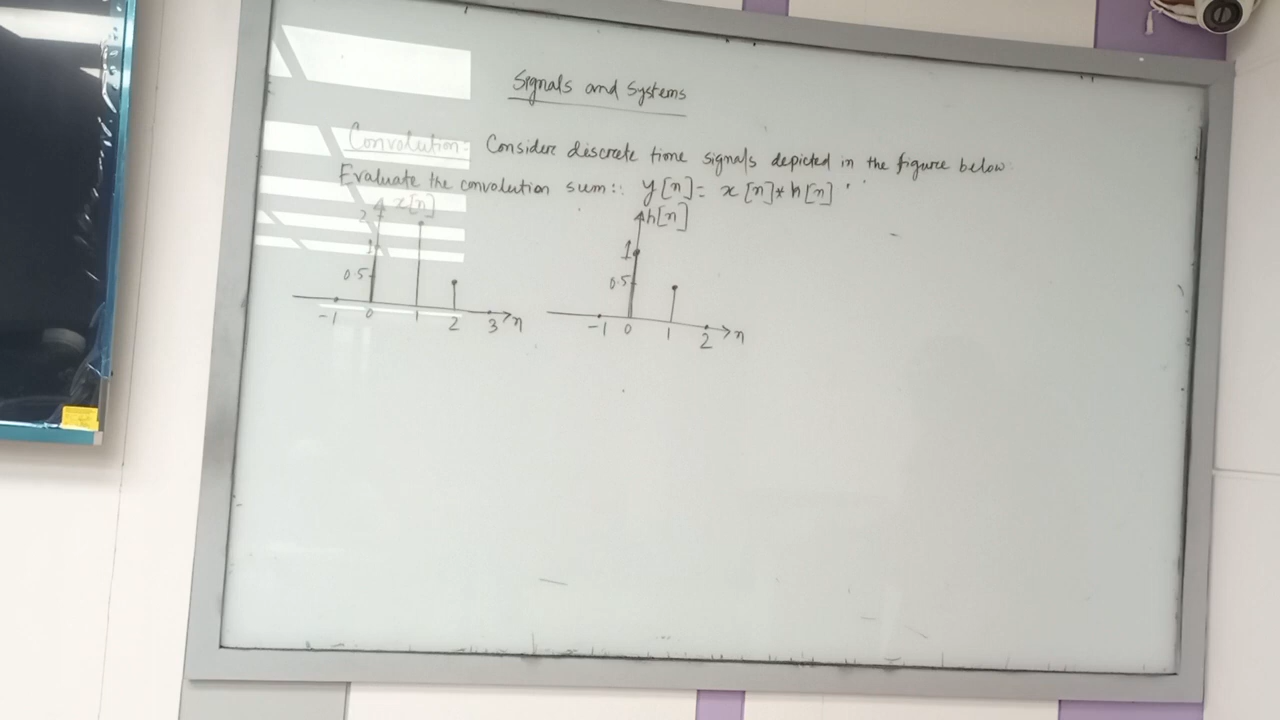 Signals and Systems
Convolution:- Consider discrete time signals depicted in the figure below.
Evaluate the convolution sum:: y[n]= x[n]*h[n]
x[n]
2
1
0.5
-1 0 1 2 3 n
h[n]
1
0.5
-1 0 1 2 n